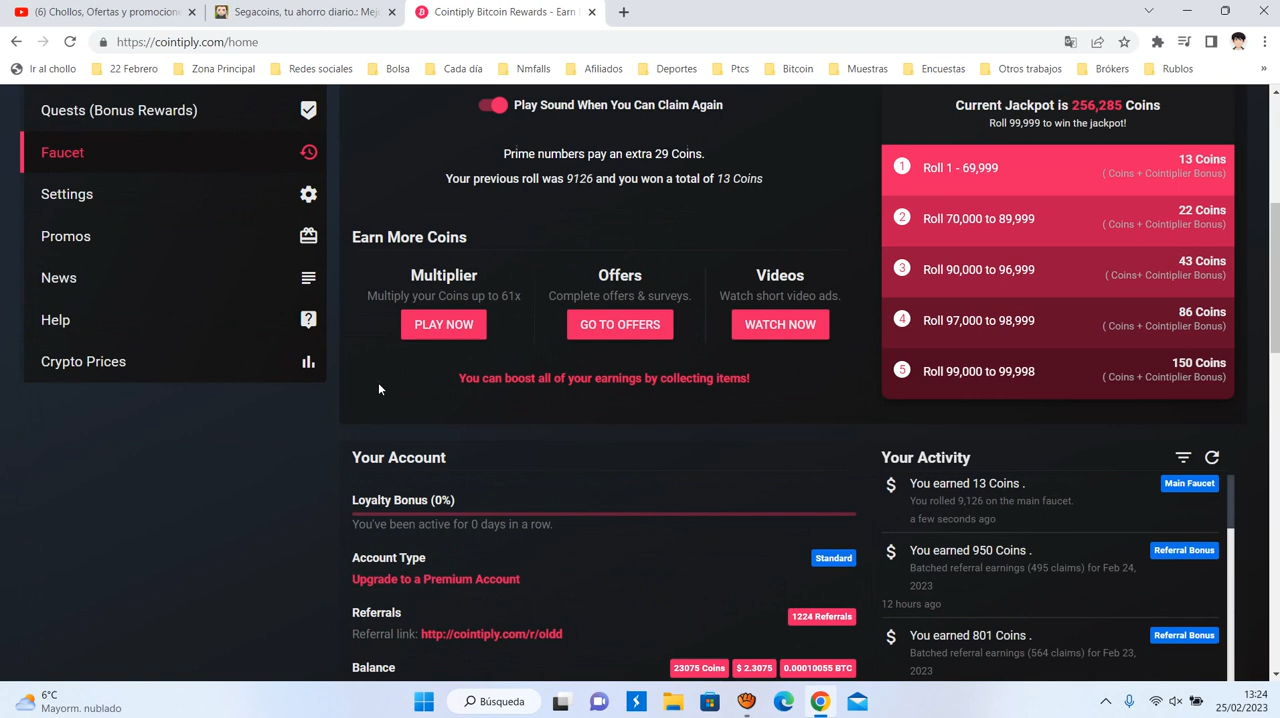 (6) Chollos, Ofertas y promocione
Segacoins, tu ahorro diario.: Mej
Cointiply Bitcoin Rewards - Earn
https://cointiply.com/home
Ir al chollo
22 Febrero
Zona Principal
Redes sociales
Bolsa
Cada día
Nmfalls
Afiliados
Deportes
Ptcs
Bitcoin
Muestras
Encuestas
Otros trabajos
Brókers
Rublos
»
Quests (Bonus Rewards)
Faucet
Settings
Promos
News
Help
Crypto Prices
Play Sound When You Can Claim Again
Prime numbers pay an extra 29 Coins.
Your previous roll was 9126 and you won a total of 13 Coins
Earn More Coins
Multiplier
Multiply your Coins up to 61x
PLAY NOW
Offers
Complete offers & surveys.
GO TO OFFERS
Videos
Watch short video ads.
WATCH NOW
You can boost all of your earnings by collecting items!
Current Jackpot is 256,285 Coins
Roll 99,999 to win the jackpot!
1 Roll 1 - 69,999 13 Coins
( Coins + Cointiplier Bonus)
2 Roll 70,000 to 89,999 22 Coins
( Coins + Cointiplier Bonus)
3 Roll 90,000 to 96,999 43 Coins
( Coins+ Cointiplier Bonus)
4 Roll 97,000 to 98,999 86 Coins
( Coins + Cointiplier Bonus)
5 Roll 99,000 to 99,998 150 Coins
( Coins + Cointiplier Bonus)
Your Account
Loyalty Bonus (0%)
You've been active for 0 days in a row.
Account Type Standard
Upgrade to a Premium Account
Referrals 1224 Referrals
Referral link: http://cointiply.com/r/oldd
Balance 23075 Coins $ 2.3075 0.00010055 BTC
Your Activity
You earned 13 Coins . Main Faucet
You rolled 9,126 on the main faucet.
a few seconds ago
You earned 950 Coins . Referral Bonus
Batched referral earnings (495 claims) for Feb 24,
2023
12 hours ago
You earned 801 Coins . Referral Bonus
Batched referral earnings (564 claims) for Feb 23,
2023
6°C
Mayorm. nublado
Búsqueda
13:24
25/02/2023